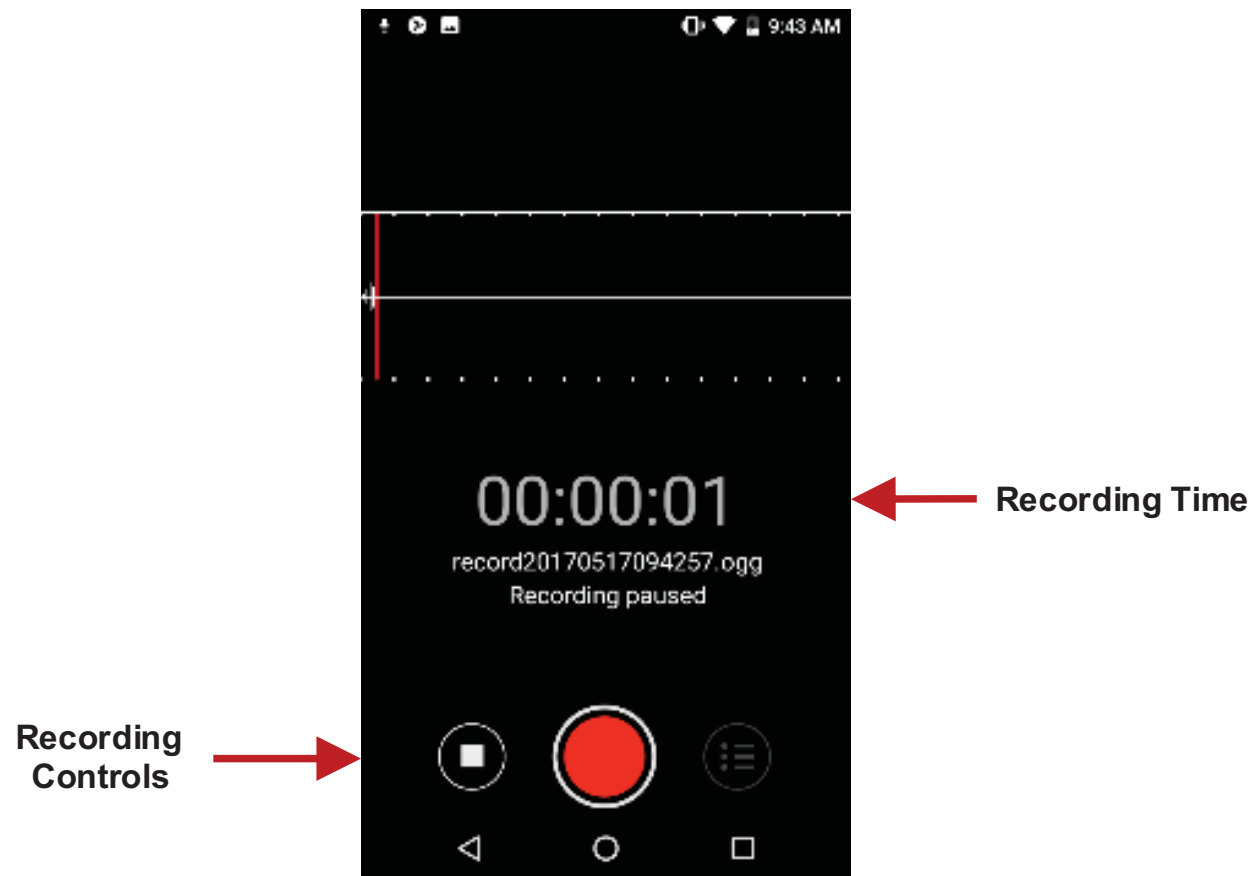 9:43 AM
00:00:01
Recording Time
record20170517094257.ogg
Recording paused
Recording
Controls